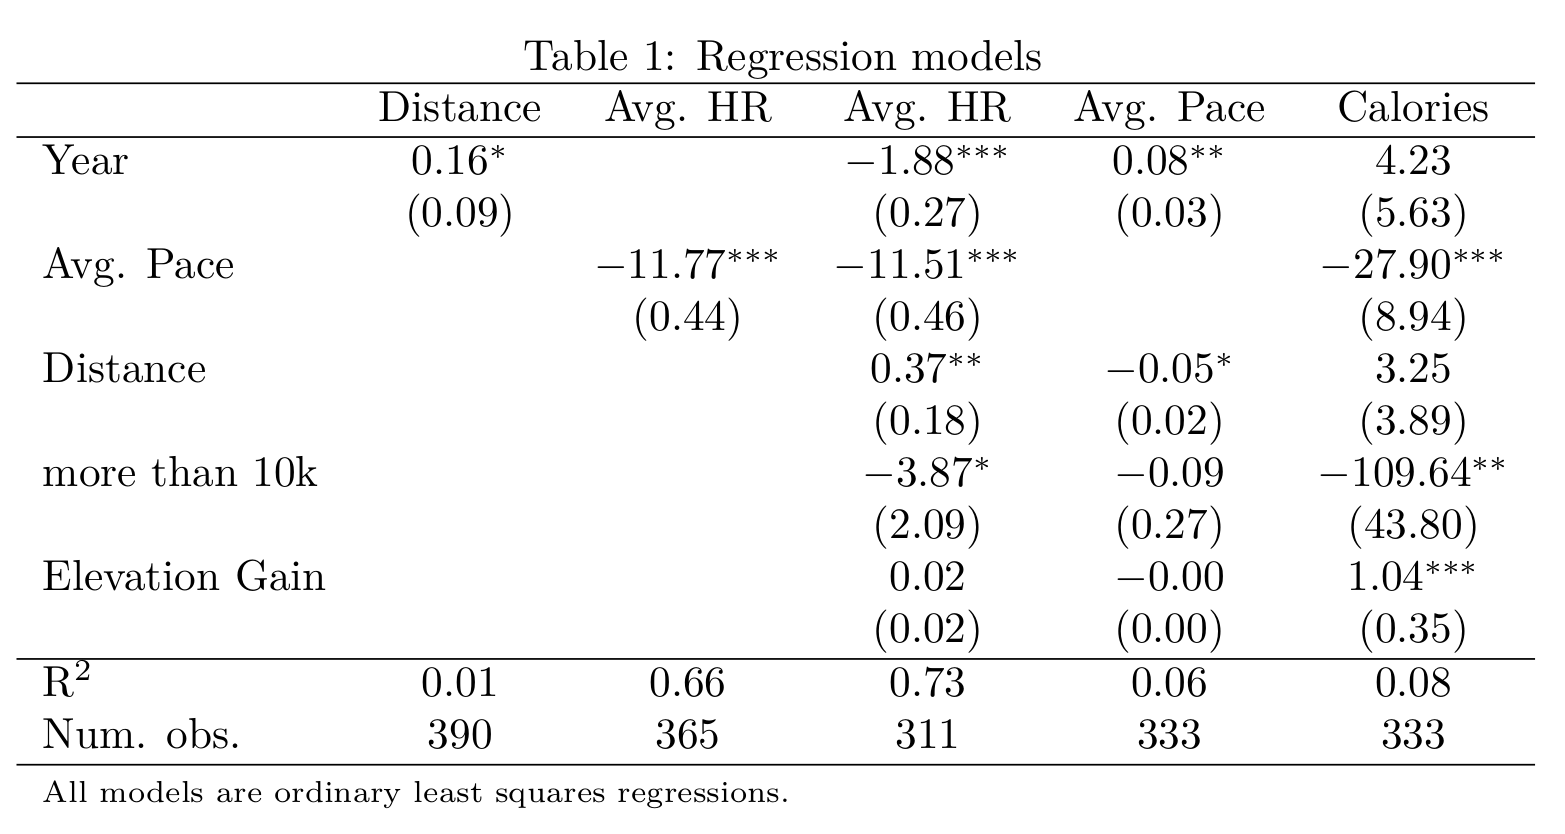 Table 1: Regression models
Distance Avg. HR Avg. HR Avg. Pace Calories
Year 0.16* −1.88*** 0.08** 4.23
(0.09) (0.27) (0.03) (5.63)
Avg. Pace −11.77*** −11.51*** −27.90***
(0.44) (0.46) (8.94)
Distance 0.37** −0.05* 3.25
(0.18) (0.02) (3.89)
more than 10k −3.87* −0.09 −109.64**
(2.09) (0.27) (43.80)
Elevation Gain 0.02 −0.00 1.04***
(0.02) (0.00) (0.35)
R² 0.01 0.66 0.73 0.06 0.08
Num. obs. 390 365 311 333 333
All models are ordinary least squares regressions.